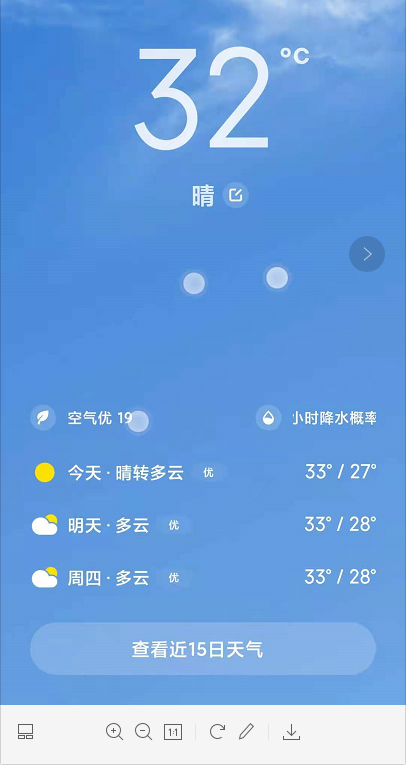 32 °C
晴
空气优 19
小时降水概率
今天 · 晴转多云 优 33° / 27°
明天 · 多云 优 33° / 28°
周四 · 多云 优 33° / 28°
查看近15日天气
1:1